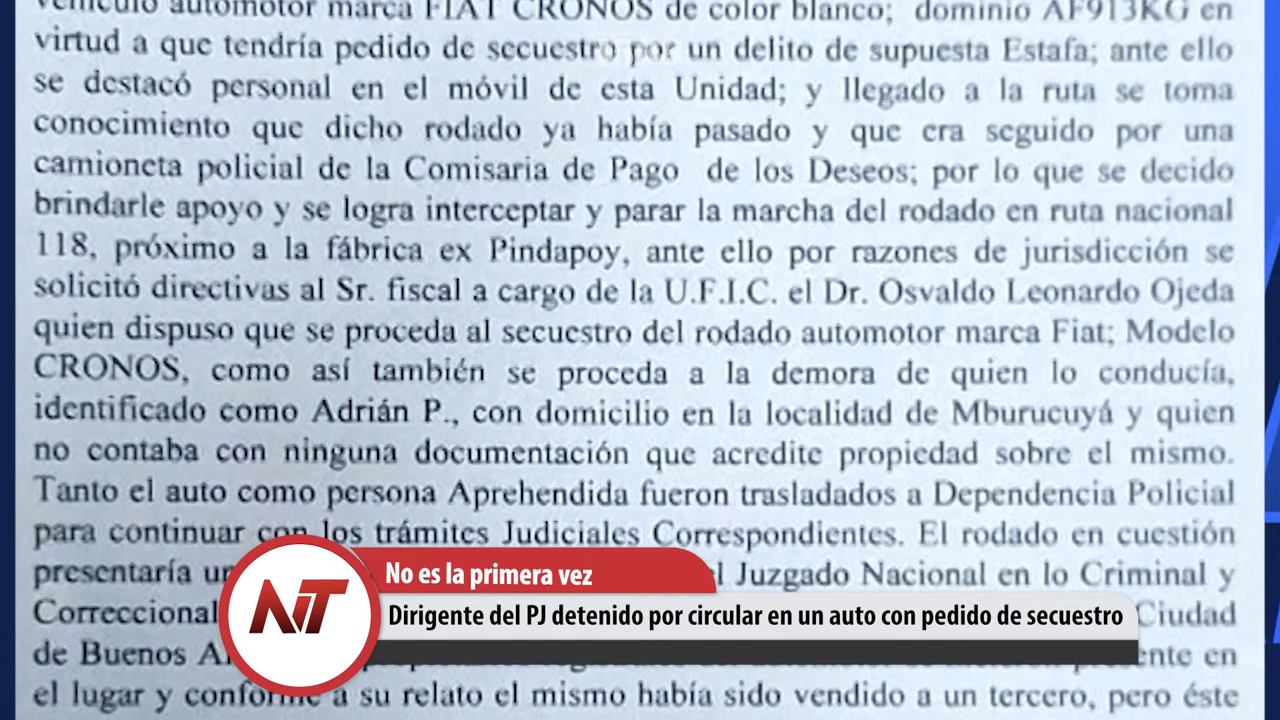 vehículo automotor marca FIAT CRONOS de color blanco; dominio AF913KG en
virtud a que tendría pedido de secuestro por un delito de supuesta Estafa; ante ello
se destacó personal en el móvil de esta Unidad; y llegado a la ruta se toma
conocimiento que dicho rodado ya había pasado y que era seguido por una
camioneta policial de la Comisaria de Pago de los Deseos; por lo que se decido
brindarle apoyo y se logra interceptar y parar la marcha del rodado en ruta nacional
118, próximo a la fábrica ex Pindapoy, ante ello por razones de jurisdicción se
solicitó directivas al Sr. fiscal a cargo de la U.F.I.C. el Dr. Osvaldo Leonardo Ojeda
quien dispuso que se proceda al secuestro del rodado automotor marca Fiat; Modelo
CRONOS, como así también se proceda a la demora de quien lo conducía,
identificado como Adrián P., con domicilio en la localidad de Mburucuyá y quien
no contaba con ninguna documentación que acredite propiedad sobre el mismo.
Tanto el auto como persona Aprehendida fueron trasladados a Dependencia Policial
para continuar con los trámites Judiciales Correspondientes. El rodado en cuestión
presentaría Juzgado Nacional en lo Criminal y
Correccional Ciudad
de Buenos en
el lugar y conforme a su relato el mismo había sido vendido a un tercero, pero éste
NT
No es la primera vez
Dirigente del PJ detenido por circular en un auto con pedido de secuestro